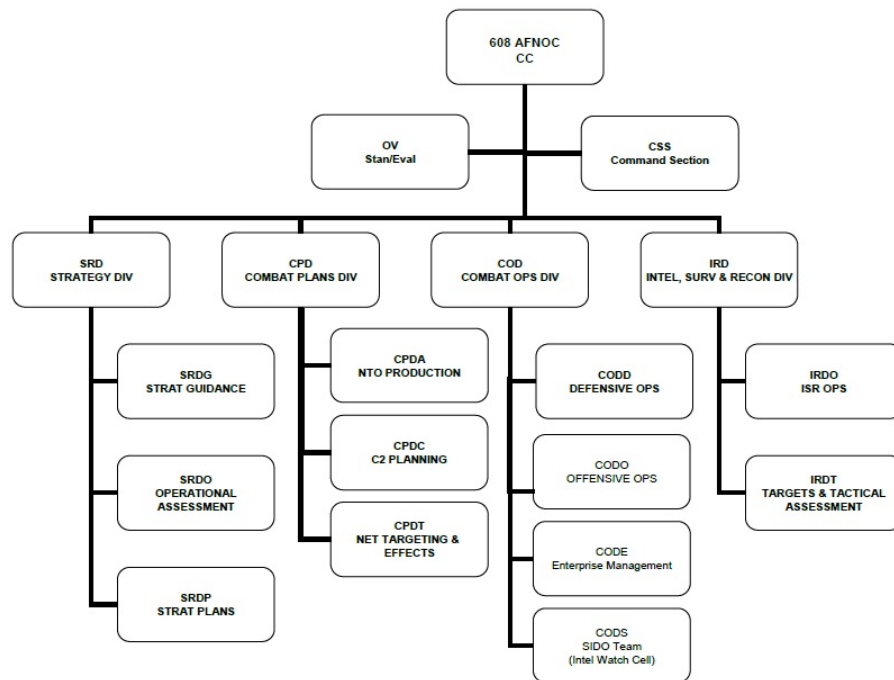 608 AFNOC
CC
OV
Stan/Eval
CSS
Command Section
SRD
STRATEGY DIV
CPD
COMBAT PLANS DIV
COD
COMBAT OPS DIV
IRD
INTEL, SURV & RECON DIV
SRDG
STRAT GUIDANCE
SRDO
OPERATIONAL
ASSESSMENT
SRDP
STRAT PLANS
CPDA
NTO PRODUCTION
CPDC
C2 PLANNING
CPDT
NET TARGETING &
EFFECTS
CODD
DEFENSIVE OPS
CODO
OFFENSIVE OPS
CODE
Enterprise Management
CODS
SIDO Team
(Intel Watch Cell)
IRDO
ISR OPS
IRDT
TARGETS & TACTICAL
ASSESSMENT